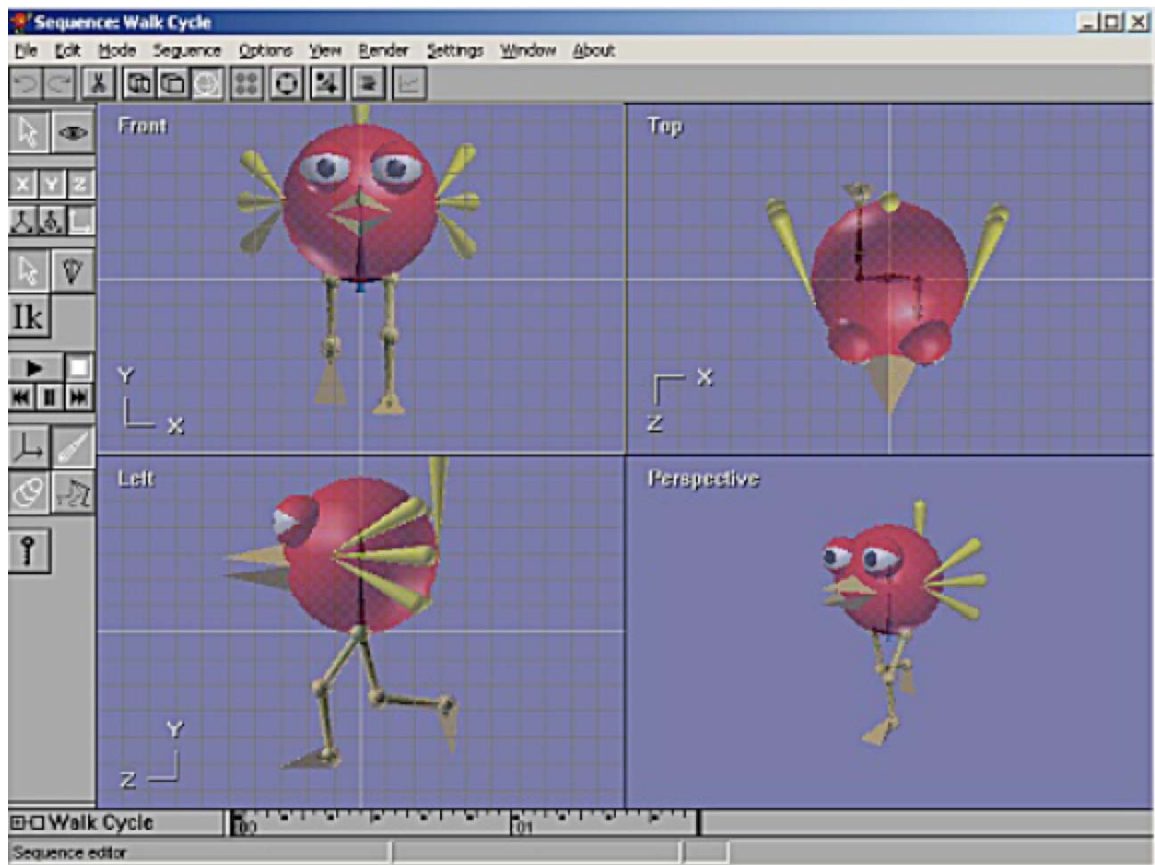 Sequence: Walk Cycle
File Edit Mode Sequence Options View Render Settings Window About
Front
Top
X Y Z
Ik
Y
X
X
Z
Left
Perspective
Y
Z
Walk Cycle
00 01
Sequence editor